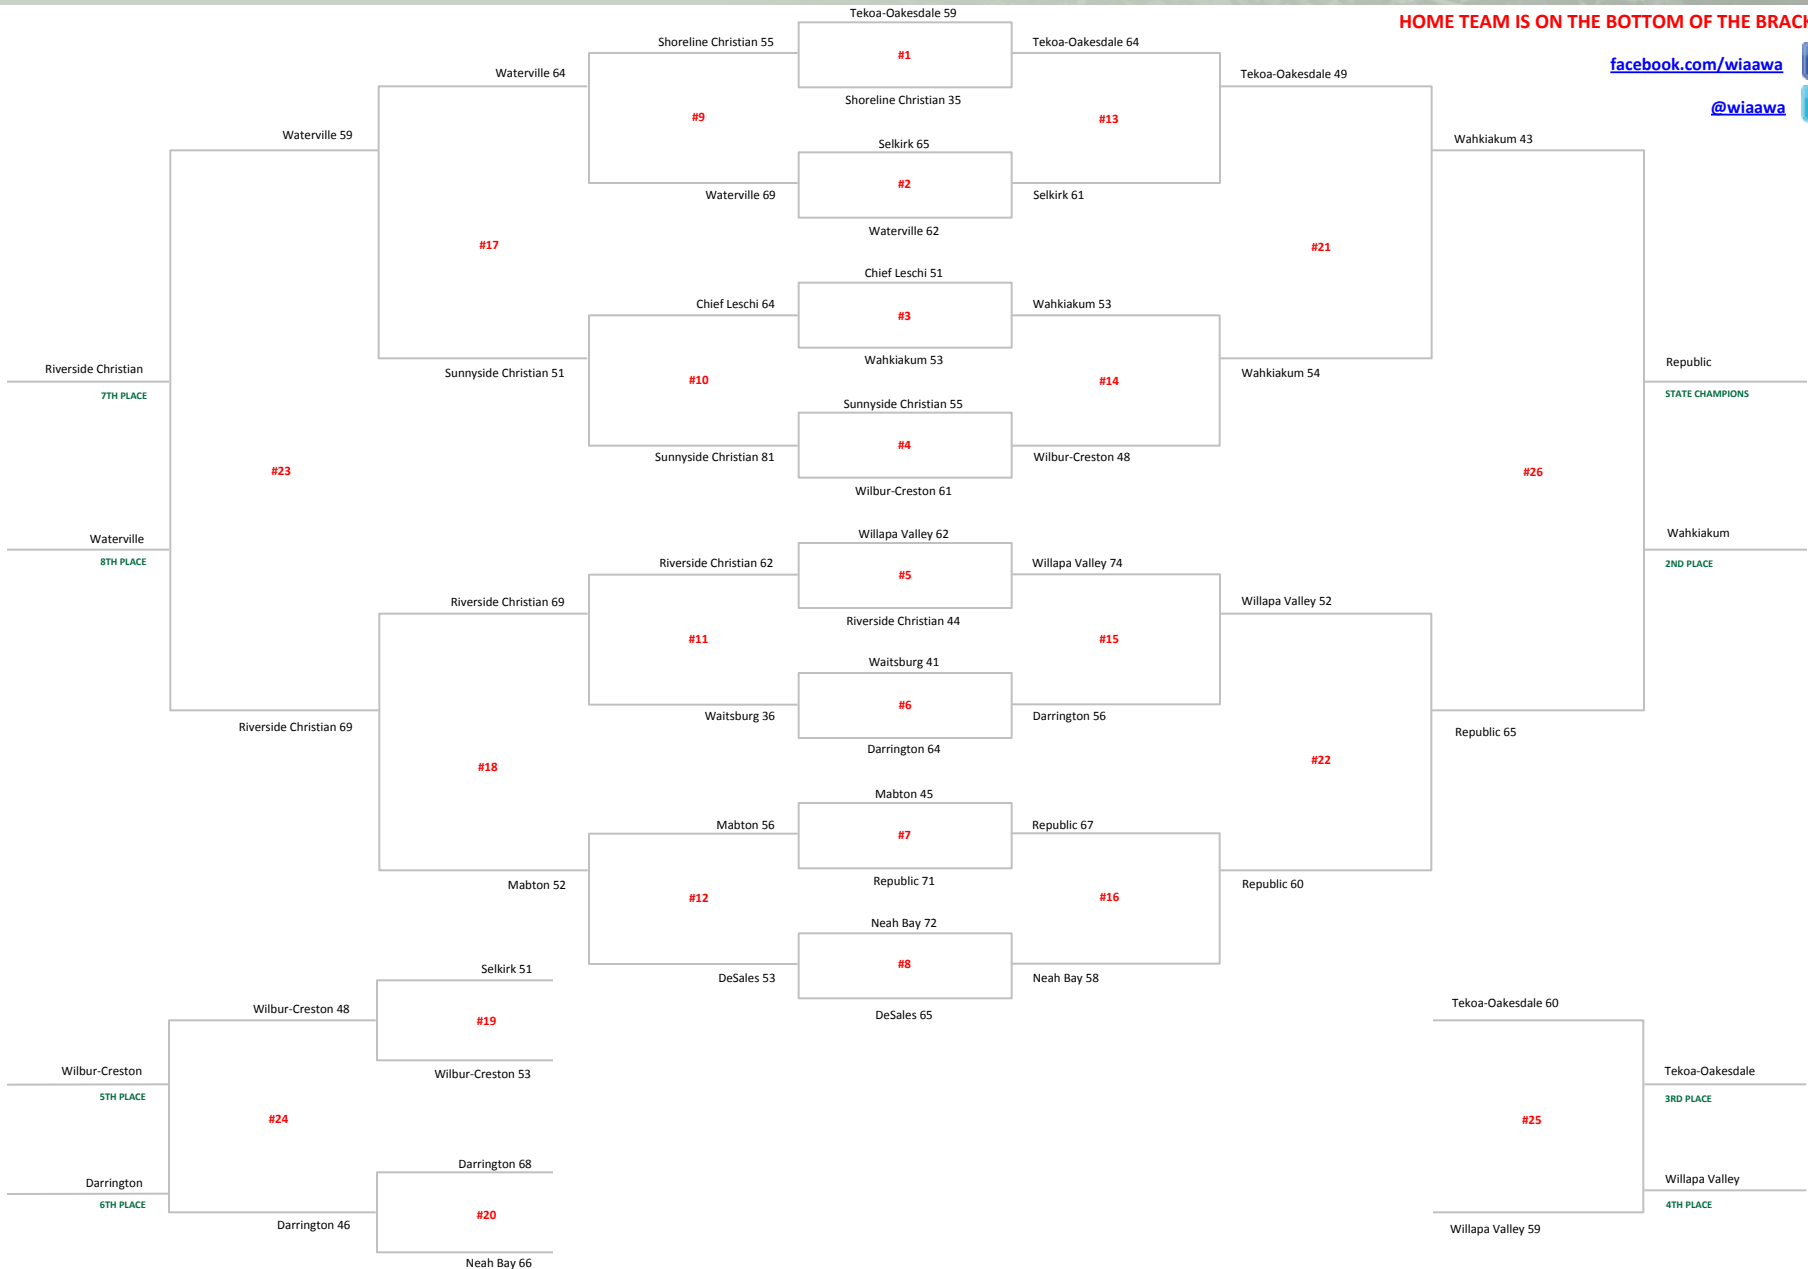 Tekoa-Oakesdale 59
HOME TEAM IS ON THE BOTTOM OF THE BRACK
Shoreline Christian 55
#1
Tekoa-Oakesdale 64
facebook.com/wiaawa
Waterville 64
Tekoa-Oakesdale 49
Shoreline Christian 35
@wiaawa
#9
#13
Waterville 59
Selkirk 65
Wahkiakum 43
#2
Waterville 69
Selkirk 61
Waterville 62
#17
#21
Chief Leschi 51
Chief Leschi 64
Wahkiakum 53
#3
Wahkiakum 53
Riverside Christian
Republic
Sunnyside Christian 51
#10
#14
Wahkiakum 54
7TH PLACE
STATE CHAMPIONS
Sunnyside Christian 55
#4
Sunnyside Christian 81
Wilbur-Creston 48
#23
#26
Wilbur-Creston 61
Willapa Valley 62
Waterville
Wahkiakum
8TH PLACE
Riverside Christian 62
Willapa Valley 74
2ND PLACE
#5
Riverside Christian 69
Willapa Valley 52
Riverside Christian 44
#11
#15
Waitsburg 41
#6
Waitsburg 36
Darrington 56
Riverside Christian 69
Republic 65
Darrington 64
#18
#22
Mabton 45
Mabton 56
Republic 67
#7
Mabton 52
Republic 71
Republic 60
#12
#16
Neah Bay 72
#8
Selkirk 51
DeSales 53
Neah Bay 58
Wilbur-Creston 48
Tekoa-Oakesdale 60
DeSales 65
#19
Wilbur-Creston
Wilbur-Creston 53
Tekoa-Oakesdale
5TH PLACE
3RD PLACE
#24
#25
Darrington 68
Darrington
Willapa Valley
6TH PLACE
4TH PLACE
#20
Darrington 46
Willapa Valley 59
Neah Bay 66